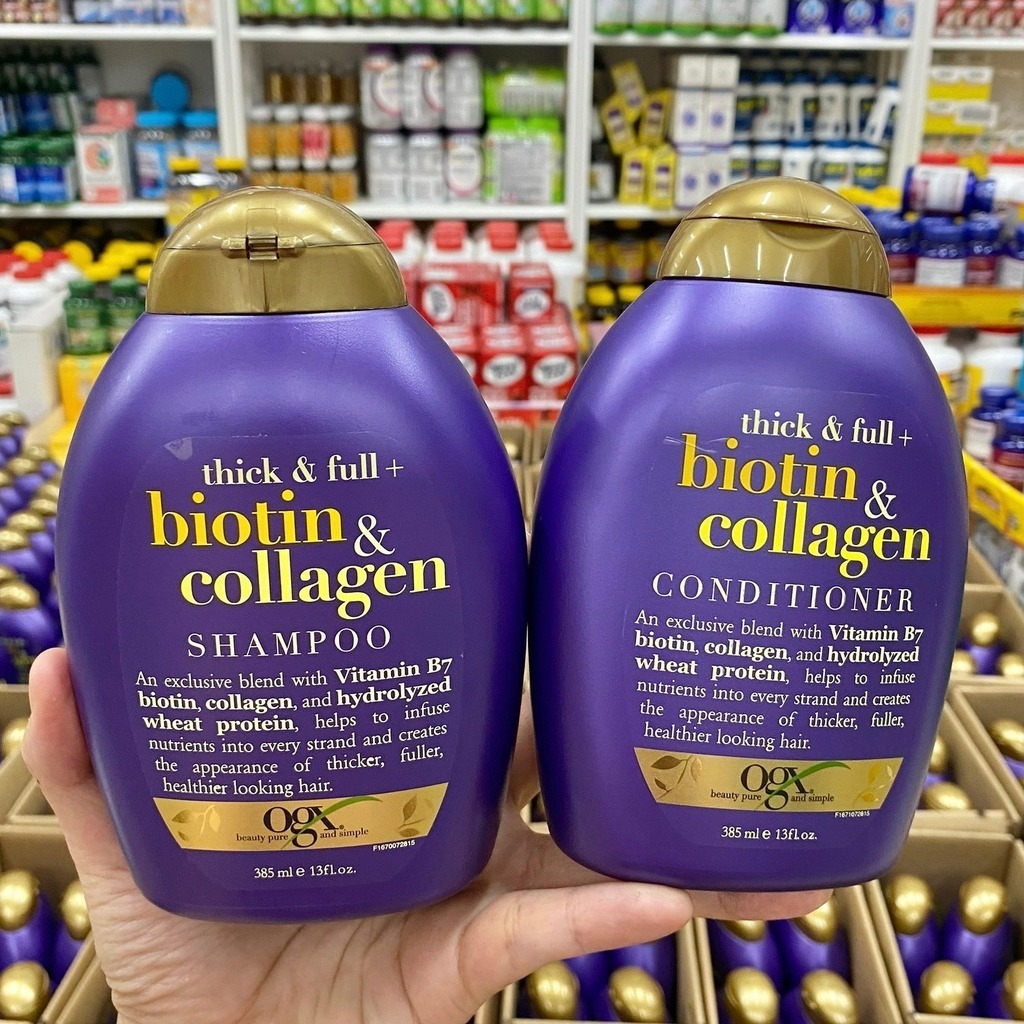 thick & full +
biotin &
collagen
SHAMPOO
An exclusive blend with Vitamin B7
biotin, collagen, and hydrolyzed
wheat protein, helps to infuse
nutrients into every strand and creates
the appearance of thicker, fuller,
healthier looking hair.
ogx®
beauty pure and simple
F1670072815
385 ml e 13fl.oz.
thick & full +
biotin &
collagen
CONDITIONER
An exclusive blend with Vitamin B7
biotin, collagen, and hydrolyzed
wheat protein, helps to infuse
nutrients into every strand and creates
the appearance of thicker, fuller,
healthier looking hair.
ogx®
beauty pure and simple
F1671072815
385 ml e 13fl.oz.